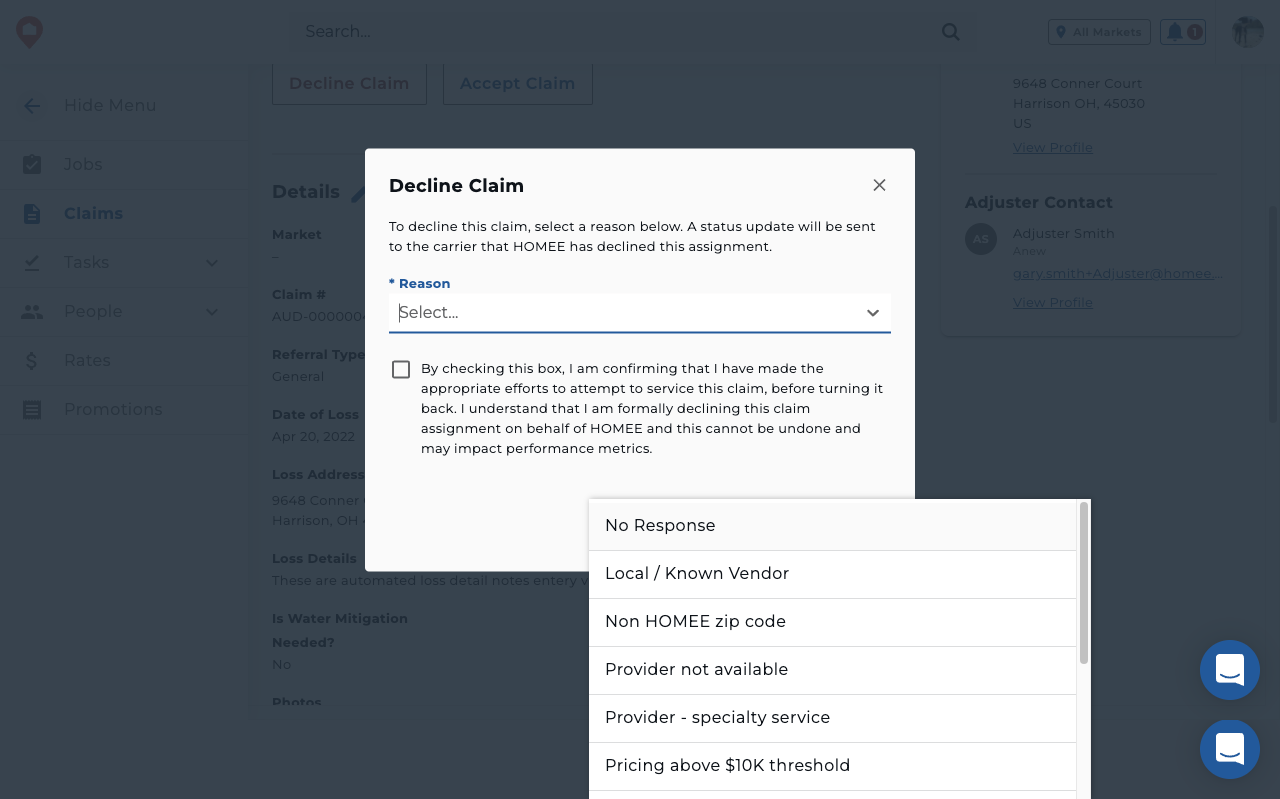 Search...
All Markets
1
Hide Menu
Jobs
Claims
Tasks
People
Rates
Promotions
Decline Claim
Accept Claim
Details
Market
–
Claim #
AUD-000000
Referral Type
General
Date of Loss
Apr 20, 2022
Loss Address
9648 Conner
Harrison, OH
Loss Details
These are automated loss detail notes entery
Is Water Mitigation
Needed?
No
Photos
Decline Claim
To decline this claim, select a reason below. A status update will be sent
to the carrier that HOMEE has declined this assignment.
* Reason
Select...
By checking this box, I am confirming that I have made the
appropriate efforts to attempt to service this claim, before turning it
back. I understand that I am formally declining this claim
assignment on behalf of HOMEE and this cannot be undone and
may impact performance metrics.
No Response
Local / Known Vendor
Non HOMEE zip code
Provider not available
Provider - specialty service
Pricing above $10K threshold
9648 Conner Court
Harrison OH, 45030
US
View Profile
Adjuster Contact
AS
Adjuster Smith
Anew
gary.smith+Adjuster@homee...
View Profile